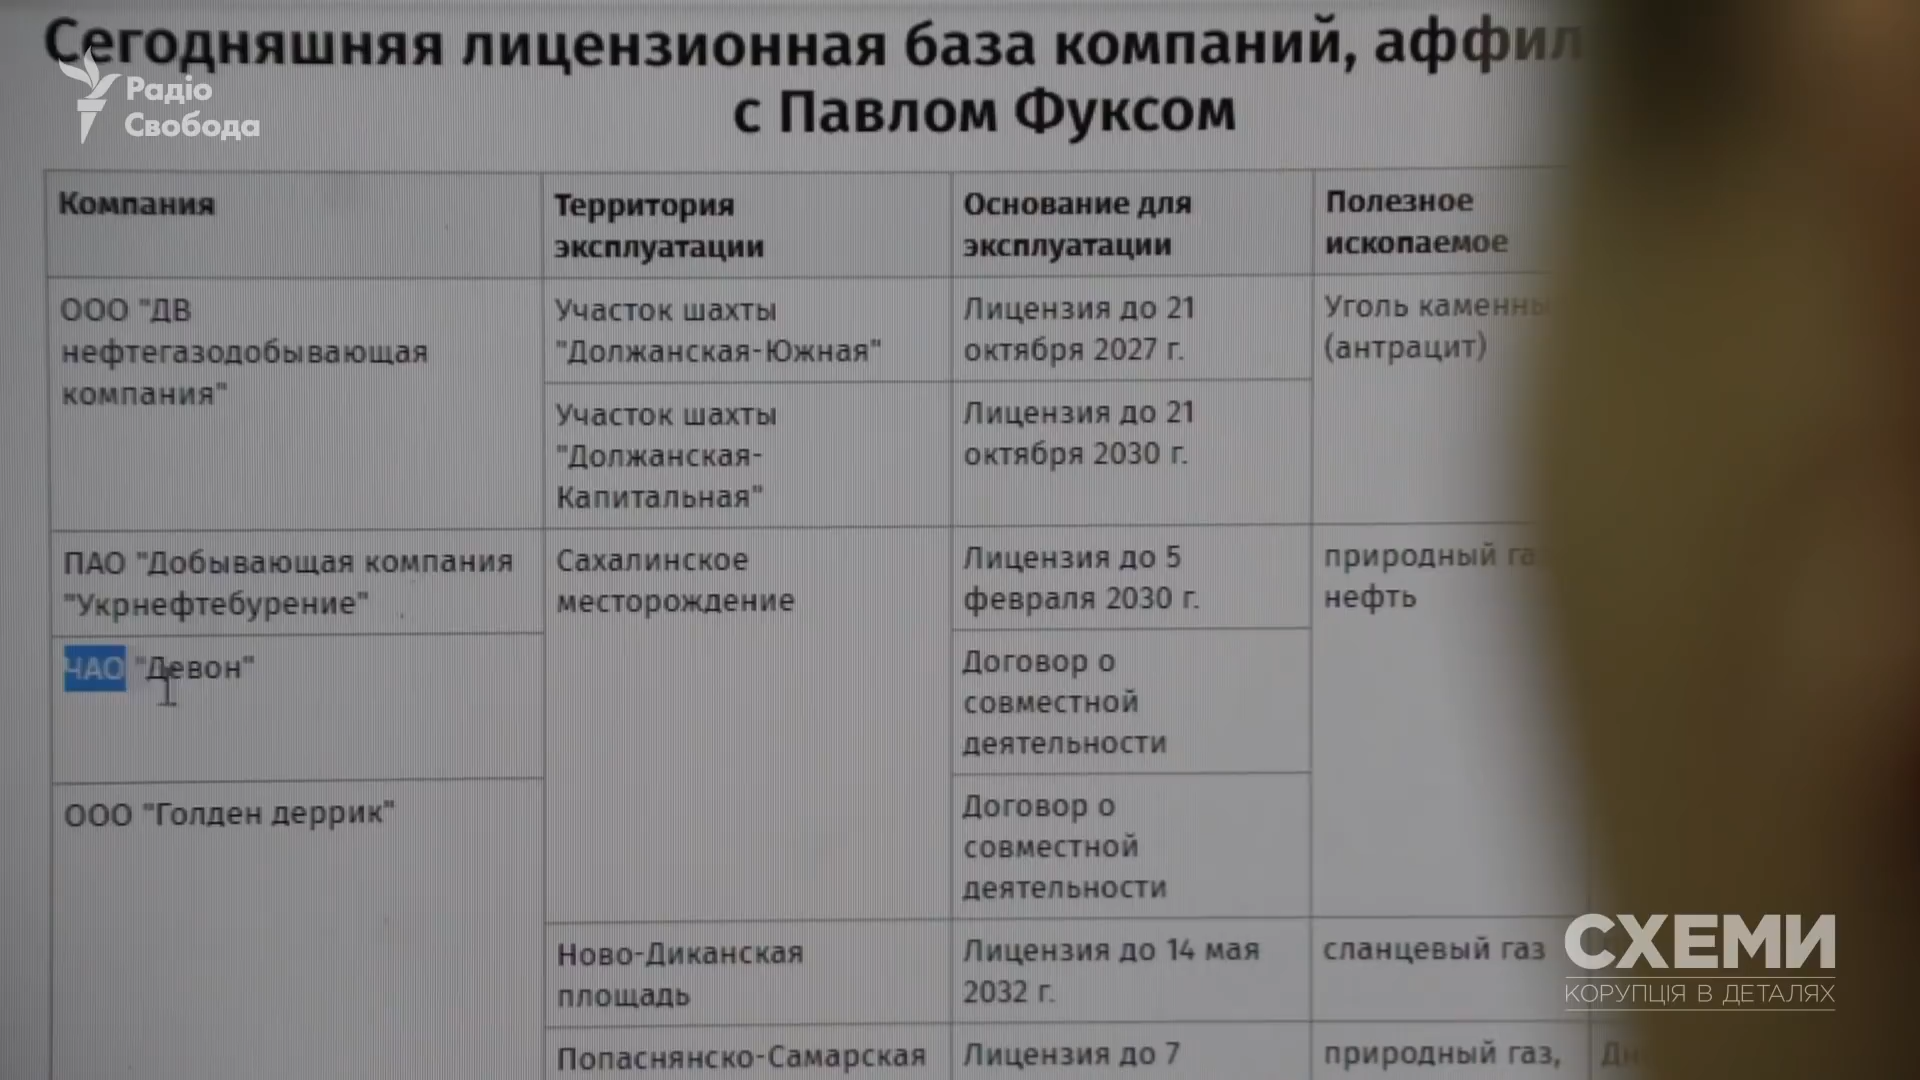 Сегодняшняя лицензионная база компаний,
с Павлом Фуксом
Радіо
Свобода
Компания
Территория
эксплуатации
Основание для
эксплуатации
Полезное
ископаемое
ООО "ДВ
нефтегазодобывающая
компания"
Участок шахты
"Должанская-Южная"
Лицензия до 21
октября 2027 г.
Уголь
(антрацит)
Участок шахты
"Должанская-
Капитальная"
Лицензия до 21
октября 2030 г.
ПАО "Добывающая компания
"Укрнефтебурение"
Сахалинское
месторождение
Лицензия до 5
февраля 2030 г.
природный
нефть
ЧАО "Девон"
Договор о
совместной
деятельности
ООО "Голден деррик"
Договор о
совместной
деятельности
Ново-Диканская
площадь
Лицензия до 14 мая
2032 г.
сланцевый газ
Попаснянско-Самарская
Лицензия до 7
природный газ,
СХЕМИ
КОРУПЦІЯ В ДЕТАЛЯХ